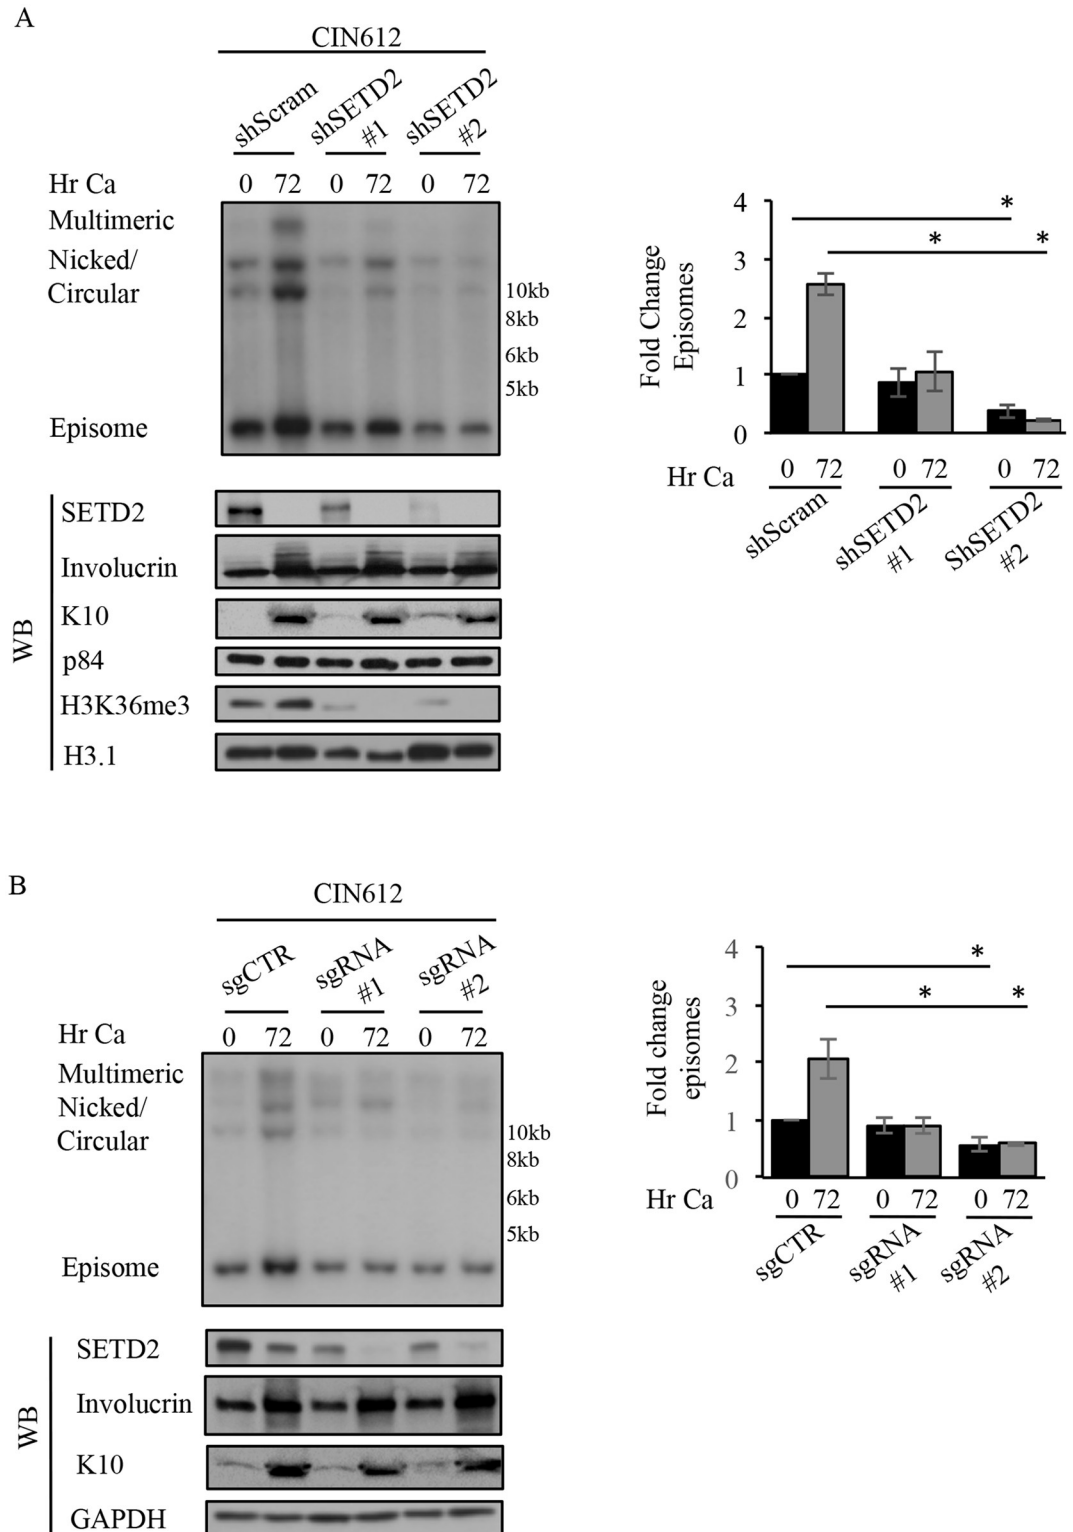 A
CIN612
shScram shSETD2 #1 shSETD2 #2
Hr Ca 0 72 0 72 0 72
Multimeric
Nicked/
Circular
10kb
8kb
6kb
5kb
Episome
WB
SETD2
Involucrin
K10
p84
H3K36me3
H3.1
Fold Change
Episomes
4
3
2
1
0
* 
* *
Hr Ca 0 72 0 72 0 72
shScram shSETD2 #1 ShSETD2 #2
B
CIN612
sgCTR sgRNA #1 sgRNA #2
Hr Ca 0 72 0 72 0 72
Multimeric
Nicked/
Circular
10kb
8kb
6kb
5kb
Episome
WB
SETD2
Involucrin
K10
GAPDH
Fold change
episomes
4
3
2
1
0
*
* *
Hr Ca 0 72 0 72 0 72
sgCTR sgRNA #1 sgRNA #2